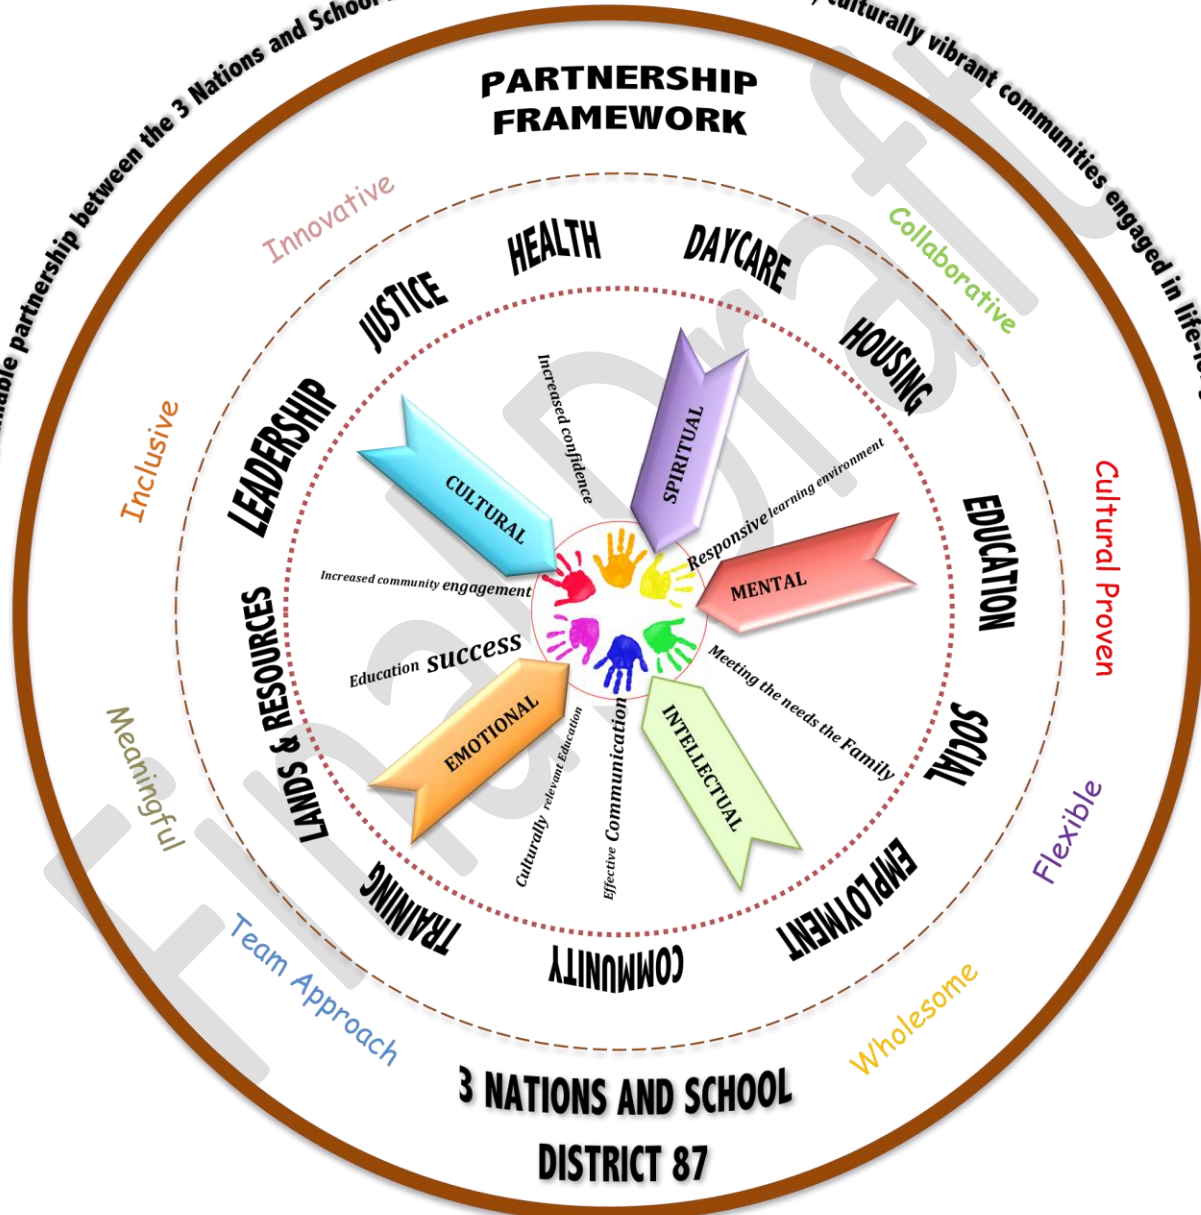 partnership between the 3 Nations and School
culturally vibrant communities engaged in
PARTNERSHIP
FRAMEWORK
Innovative
Collaborative
Cultural Proven
Flexible
Wholesome
Team Approach
Meaningful
Inclusive
HEALTH
DAYCARE
HOUSING
EDUCATION
SOCIAL
EMPLOYMENT
COMMUNITY
TRAINING
LANDS & RESOURCES
LEADERSHIP
JUSTICE
SPIRITUAL
Responsive learning environment
MENTAL
Meeting the needs the Family
INTELLECTUAL
Effective Communication
Culturally relevant Education
EMOTIONAL
Education success
Increased community engagement
CULTURAL
Increased confidence
3 NATIONS AND SCHOOL
DISTRICT 87
Final Draft